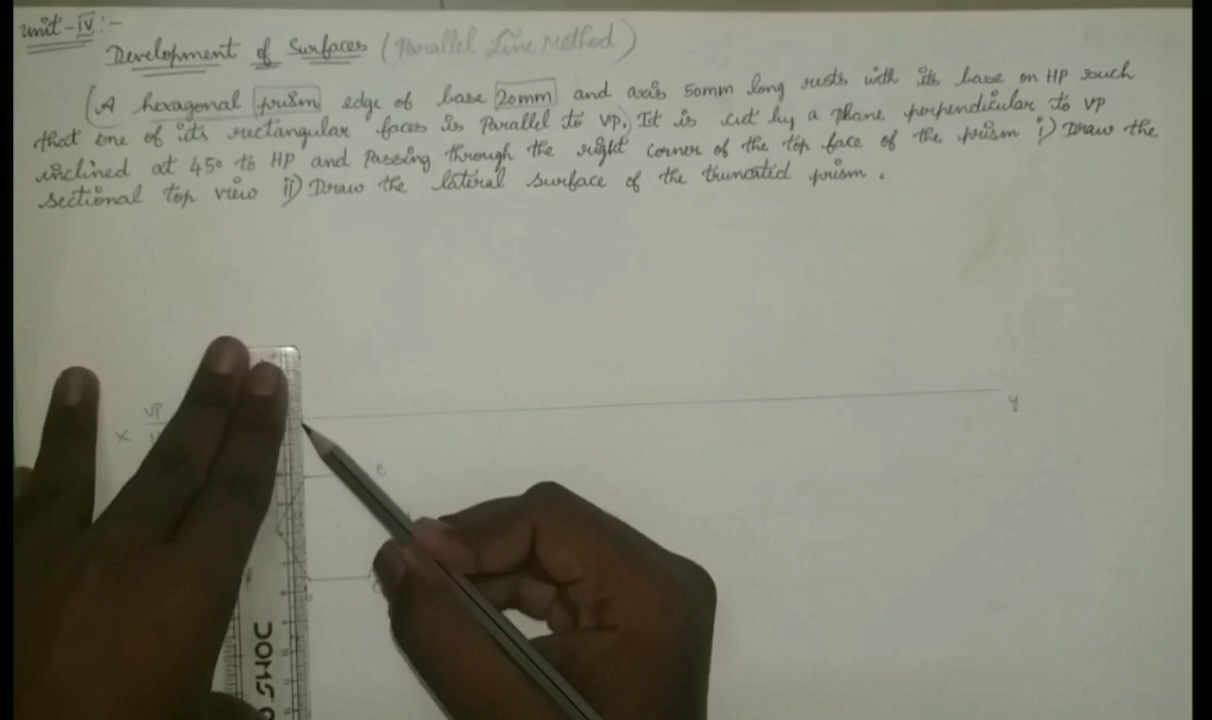 Unit-IV:-
Development of Surfaces (Parallel Line Method)
(A hexagonal prism edge of base 20mm and axis 50mm long rests with its base on HP such
that one of its rectangular faces is Parallel to VP.) It is cut by a Plane perpendicular to VP
inclined at 45° to HP and Passing through the right corner of the top face of the prism i) Draw the
sectional top view ii) Draw the lateral surface of the truncated prism.
VP
X
y
e
DOMS